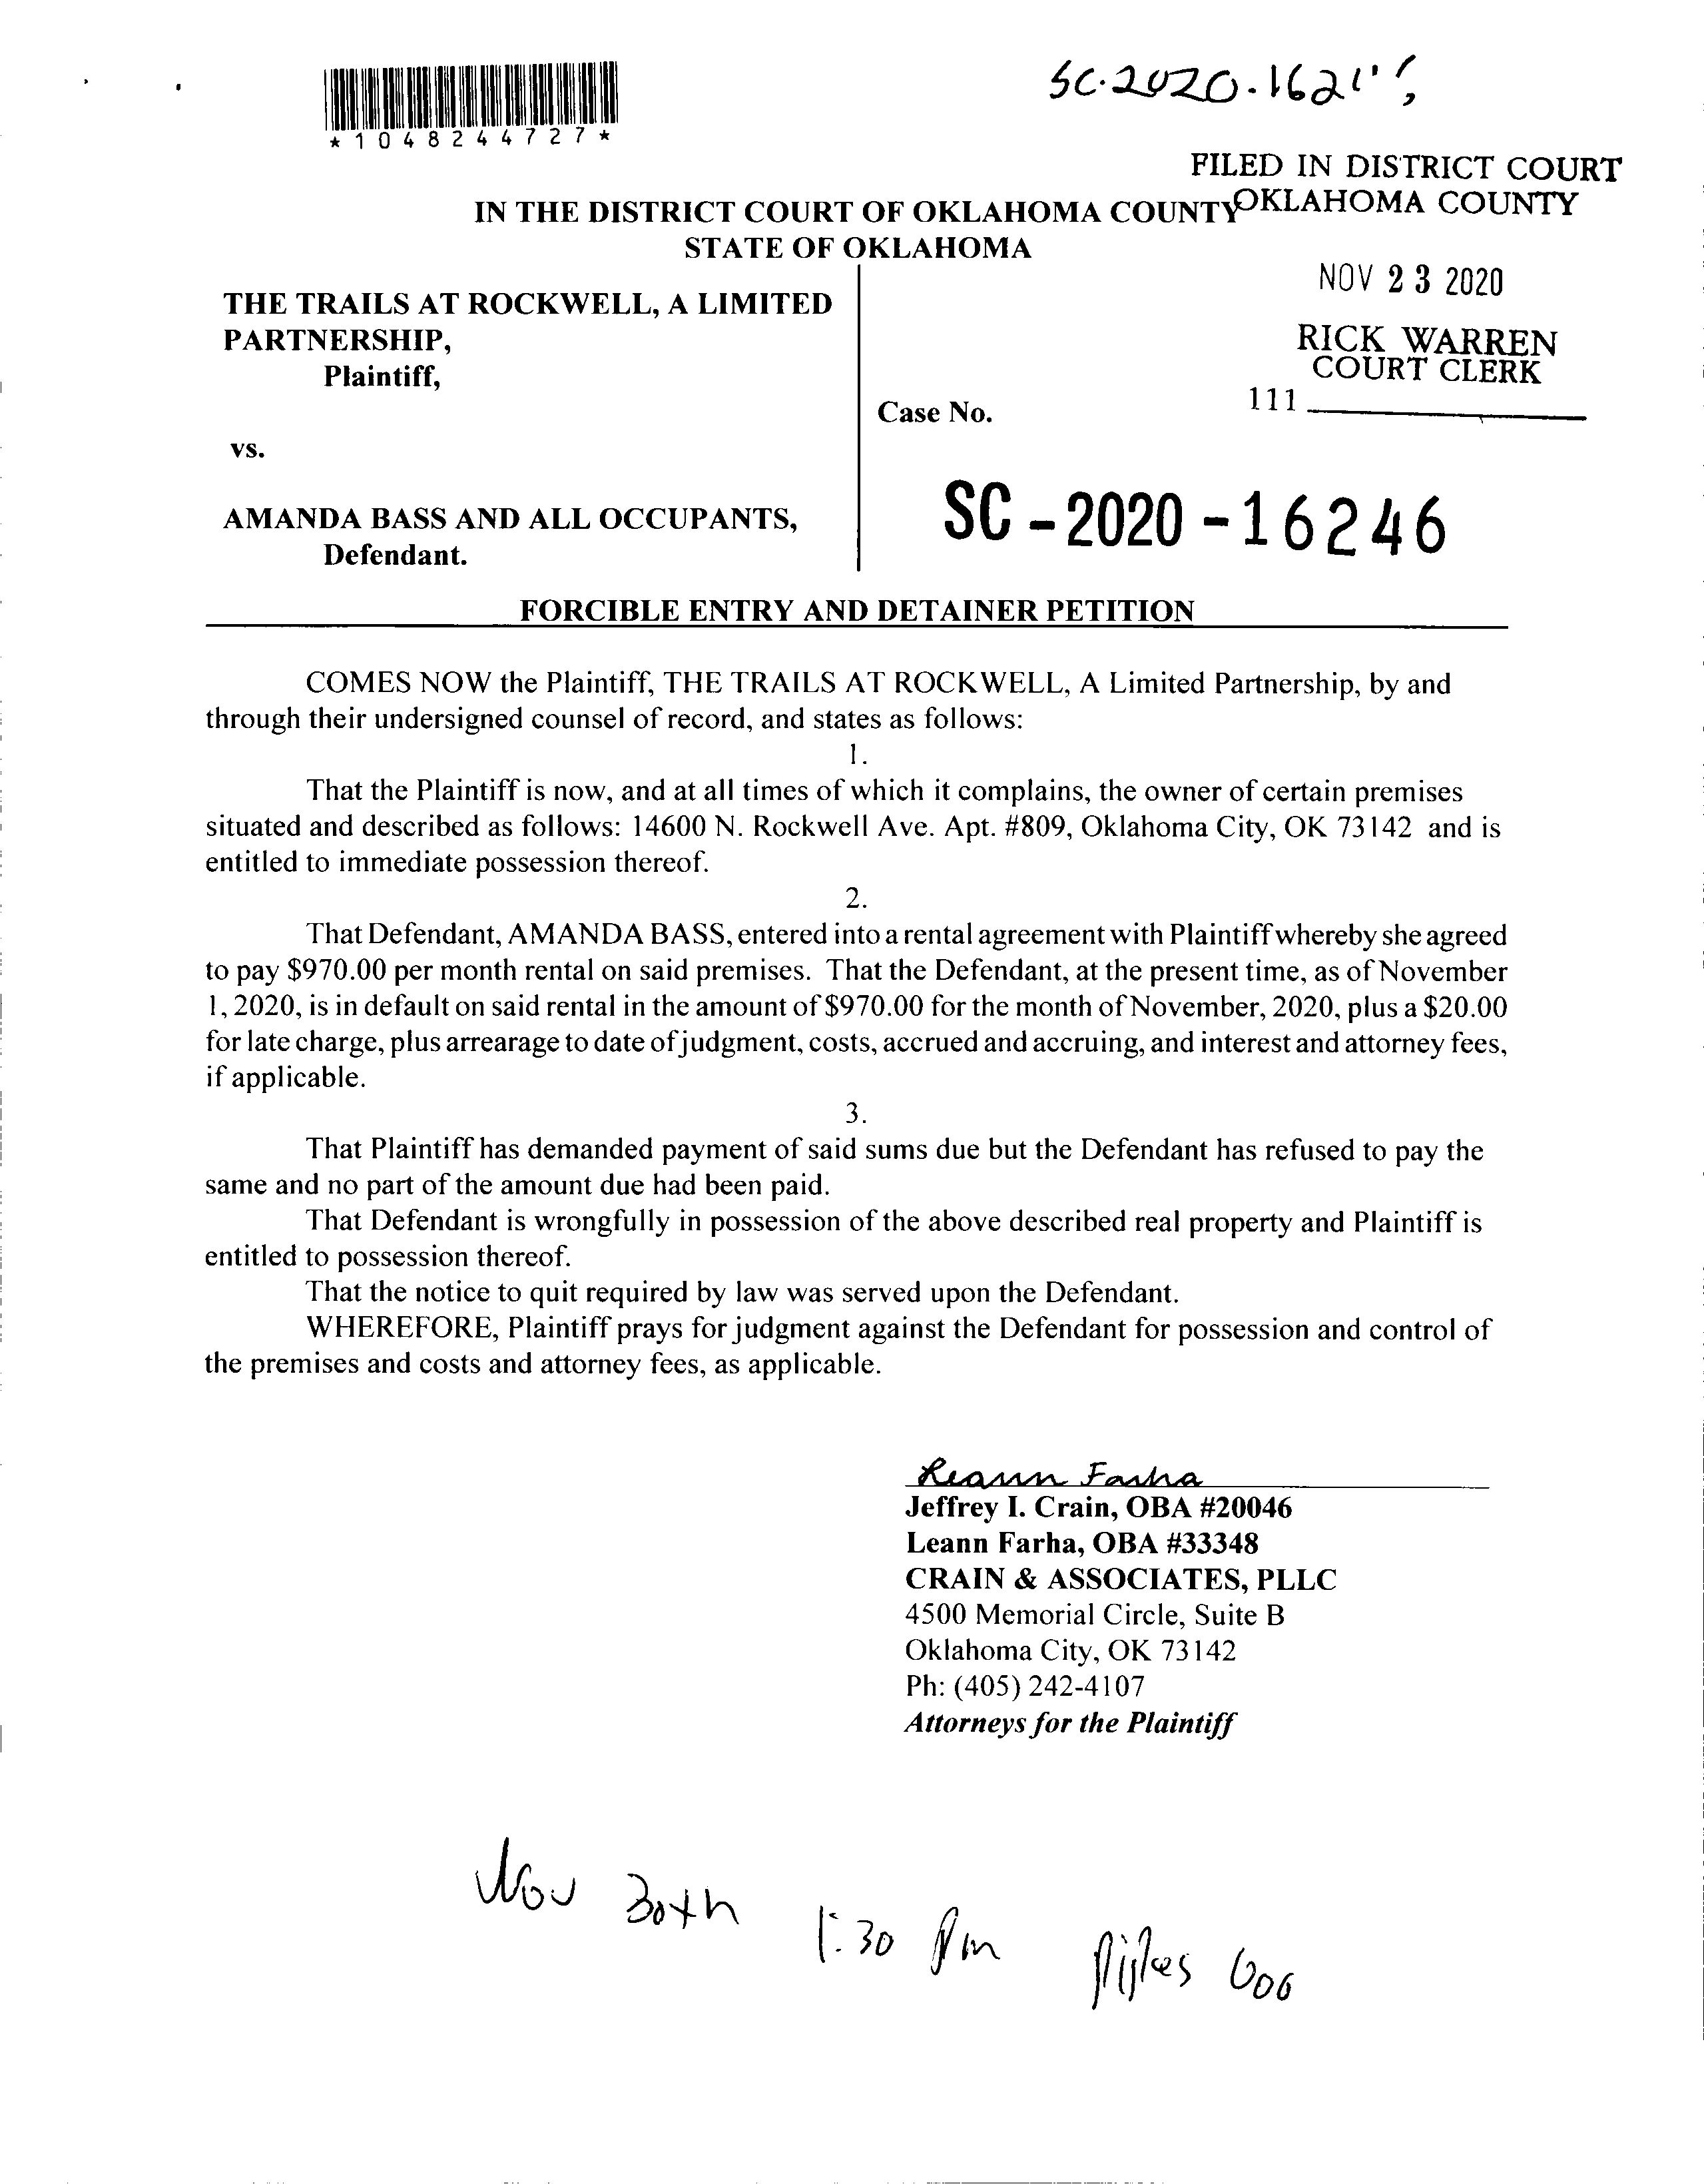 SC.2020.1621
*1048244727*
FILED IN DISTRICT COURT
OKLAHOMA COUNTY
IN THE DISTRICT COURT OF OKLAHOMA COUNTY
STATE OF OKLAHOMA
NOV 23 2020
RICK WARREN
COURT CLERK
111
THE TRAILS AT ROCKWELL, A LIMITED
PARTNERSHIP,
Plaintiff,
Case No.
vs.
SC-2020-16246
AMANDA BASS AND ALL OCCUPANTS,
Defendant.
FORCIBLE ENTRY AND DETAINER PETITION
COMES NOW the Plaintiff, THE TRAILS AT ROCKWELL, A Limited Partnership, by and
through their undersigned counsel of record, and states as follows:
1.
That the Plaintiff is now, and at all times of which it complains, the owner of certain premises
situated and described as follows: 14600 N. Rockwell Ave. Apt. #809, Oklahoma City, OK 73142 and is
entitled to immediate possession thereof.
2.
That Defendant, AMANDA BASS, entered into a rental agreement with Plaintiff whereby she agreed
to pay $970.00 per month rental on said premises. That the Defendant, at the present time, as of November
1, 2020, is in default on said rental in the amount of $970.00 for the month of November, 2020, plus a $20.00
for late charge, plus arrearage to date of judgment, costs, accrued and accruing, and interest and attorney fees,
if applicable.
3.
That Plaintiff has demanded payment of said sums due but the Defendant has refused to pay the
same and no part of the amount due had been paid.
That Defendant is wrongfully in possession of the above described real property and Plaintiff is
entitled to possession thereof.
That the notice to quit required by law was served upon the Defendant.
WHEREFORE, Plaintiff prays for judgment against the Defendant for possession and control of
the premises and costs and attorney fees, as applicable.
Leann Farha
Jeffrey I. Crain, OBA #20046
Leann Farha, OBA #33348
CRAIN & ASSOCIATES, PLLC
4500 Memorial Circle, Suite B
Oklahoma City, OK 73142
Ph: (405) 242-4107
Attorneys for the Plaintiff
Nov 30th 1:30 pm